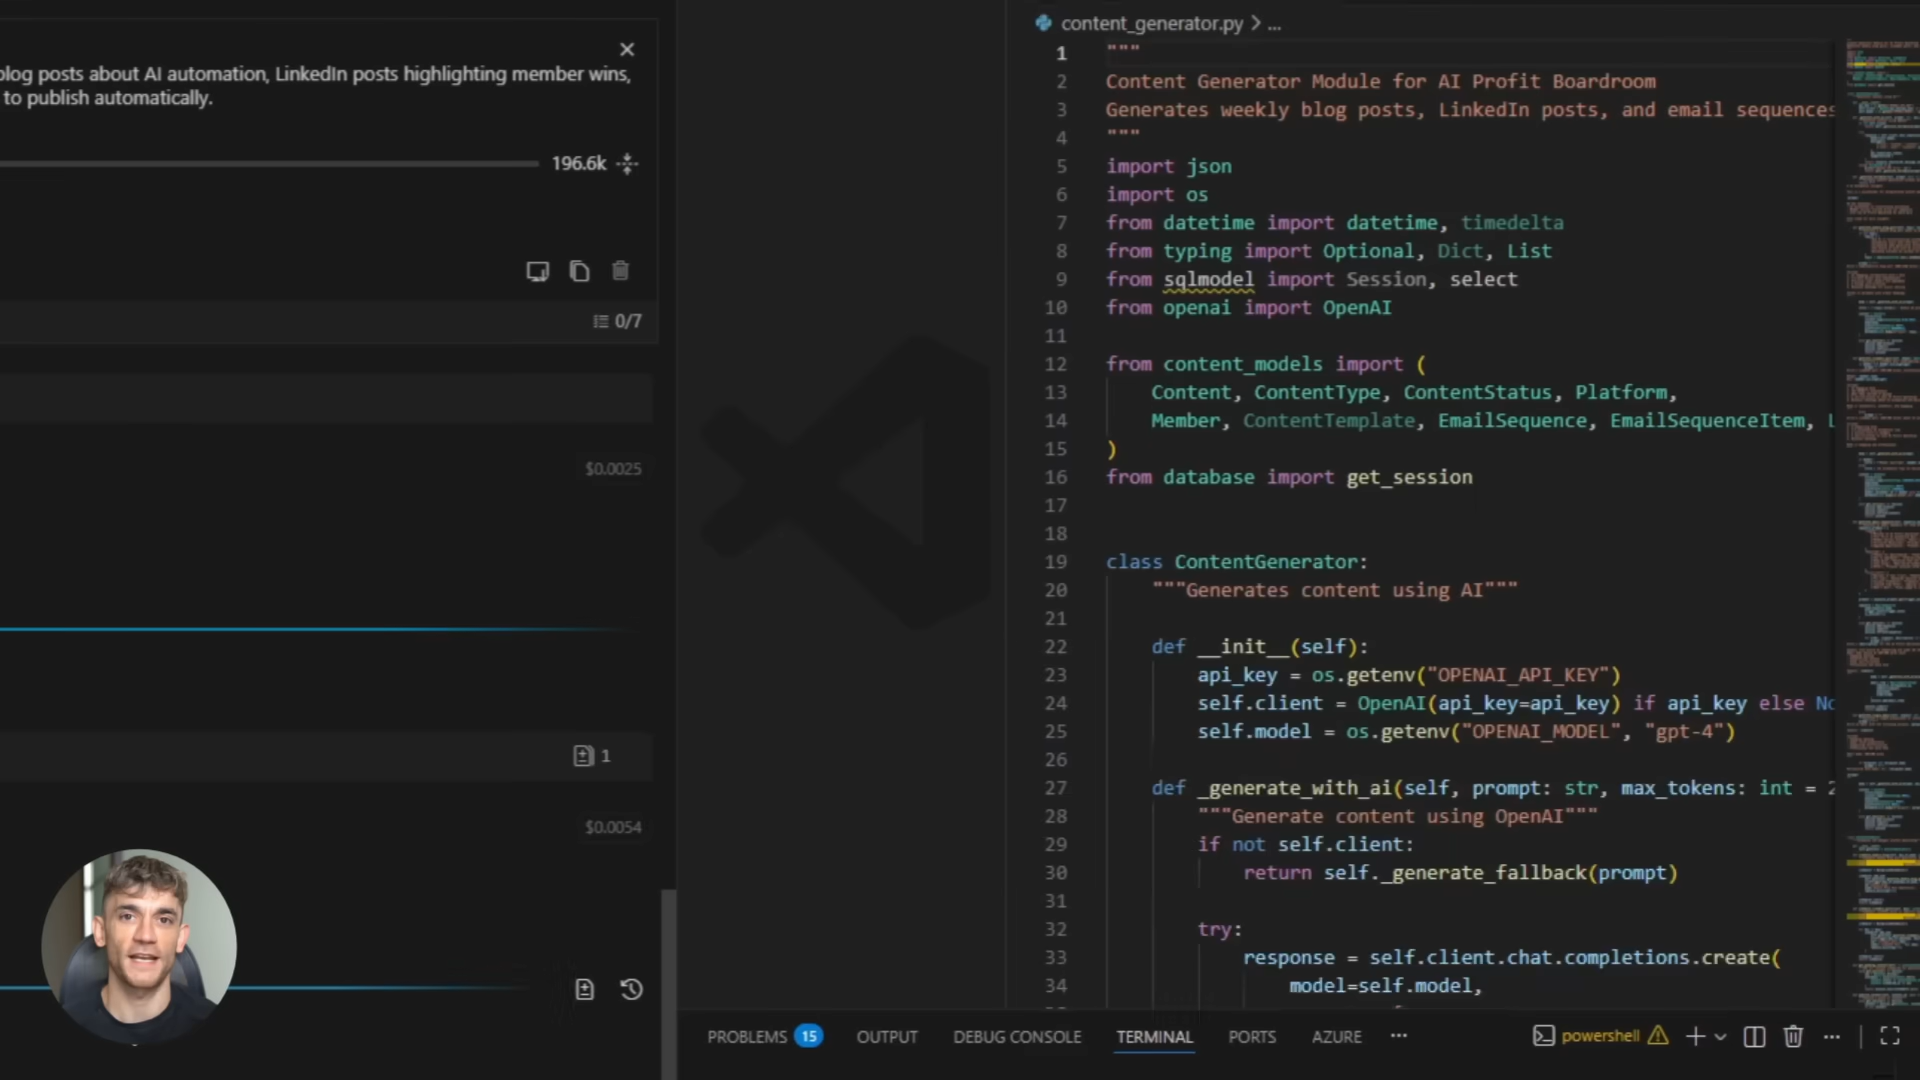 blog posts about AI automation, LinkedIn posts highlighting member wins,
to publish automatically.
196.6k
0/7
$0.0025
1
$0.0054
content_generator.py > ...
1 """
2 Content Generator Module for AI Profit Boardroom
3 Generates weekly blog posts, LinkedIn posts, and email sequences
4 """
5 import json
6 import os
7 from datetime import datetime, timedelta
8 from typing import Optional, Dict, List
9 from sqlmodel import Session, select
10 from openai import OpenAI
11
12 from content_models import (
13 Content, ContentType, ContentStatus, Platform,
14 Member, ContentTemplate, EmailSequence, EmailSequenceItem,
15 )
16 from database import get_session
17
18
19 class ContentGenerator:
20 """Generates content using AI"""
21
22 def __init__(self):
23 api_key = os.getenv("OPENAI_API_KEY")
24 self.client = OpenAI(api_key=api_key) if api_key else
25 self.model = os.getenv("OPENAI_MODEL", "gpt-4")
26
27 def _generate_with_ai(self, prompt: str, max_tokens: int =
28 """Generate content using OpenAI"""
29 if not self.client:
30 return self._generate_fallback(prompt)
31
32 try:
33 response = self.client.chat.completions.create(
34 model=self.model,
PROBLEMS 15 OUTPUT DEBUG CONSOLE TERMINAL PORTS AZURE ... powershell